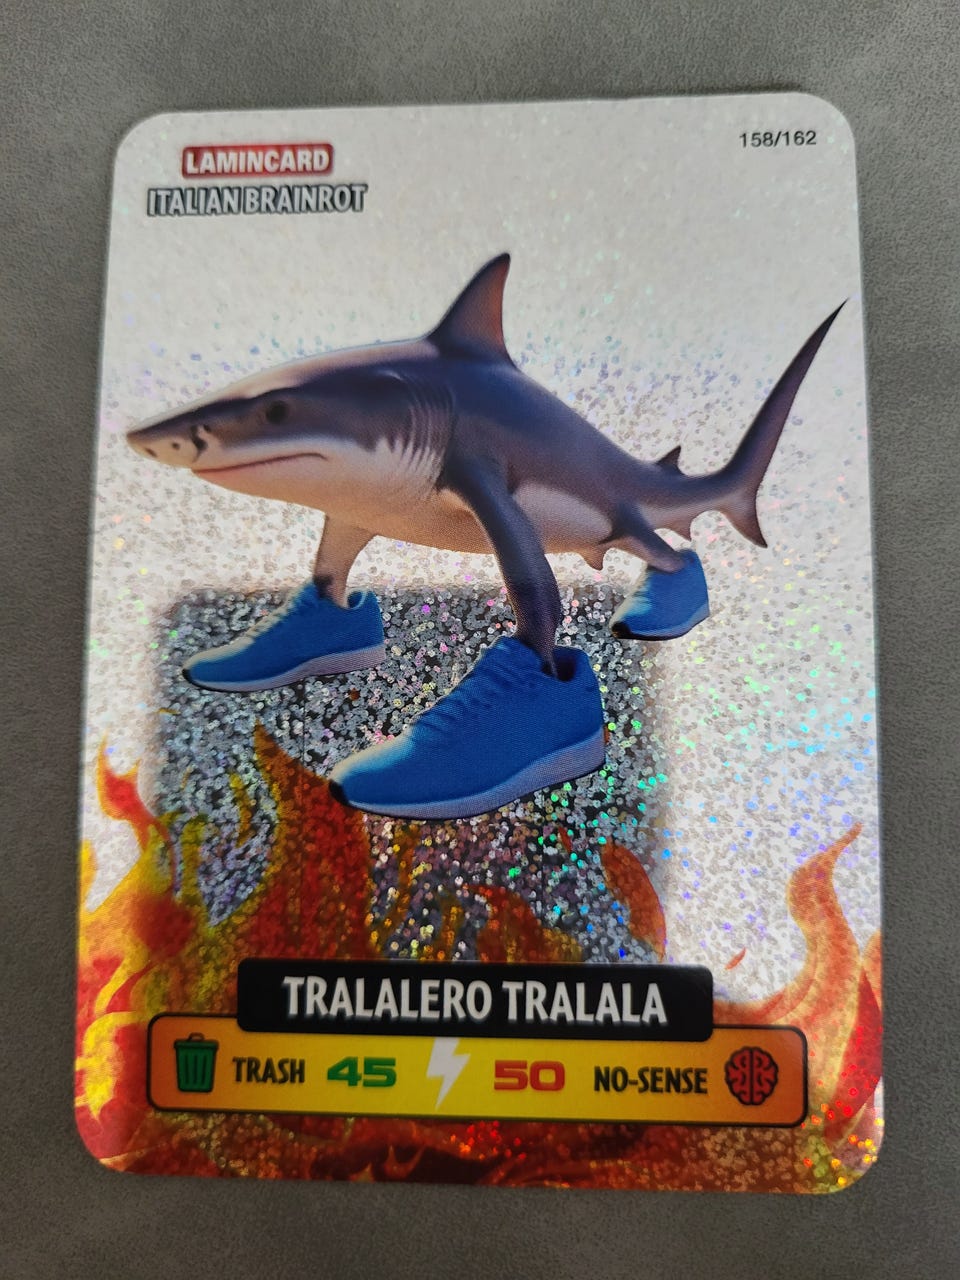 LAMINCARD
ITALIAN BRAINROT
158/162
TRALALERO TRALALA
TRASH 45 50 NO-SENSE